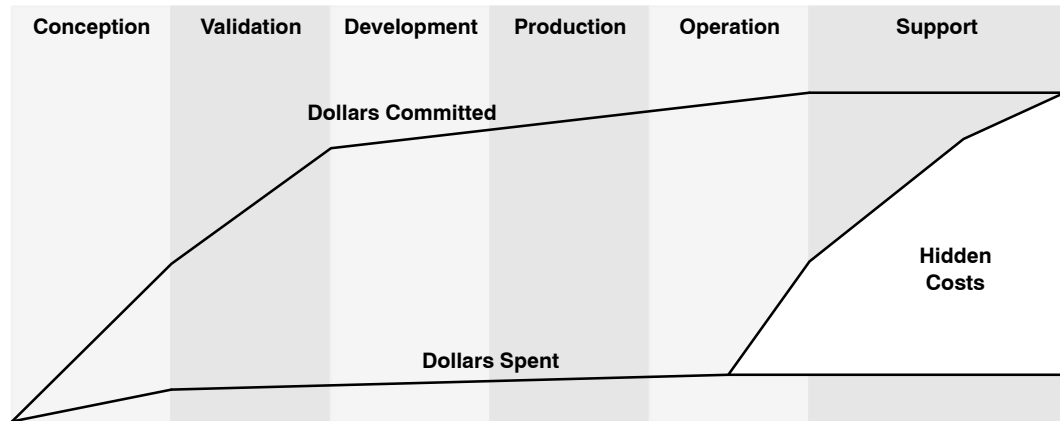 Conception
Validation
Development
Production
Operation
Support
Dollars Committed
Hidden
Costs
Dollars Spent